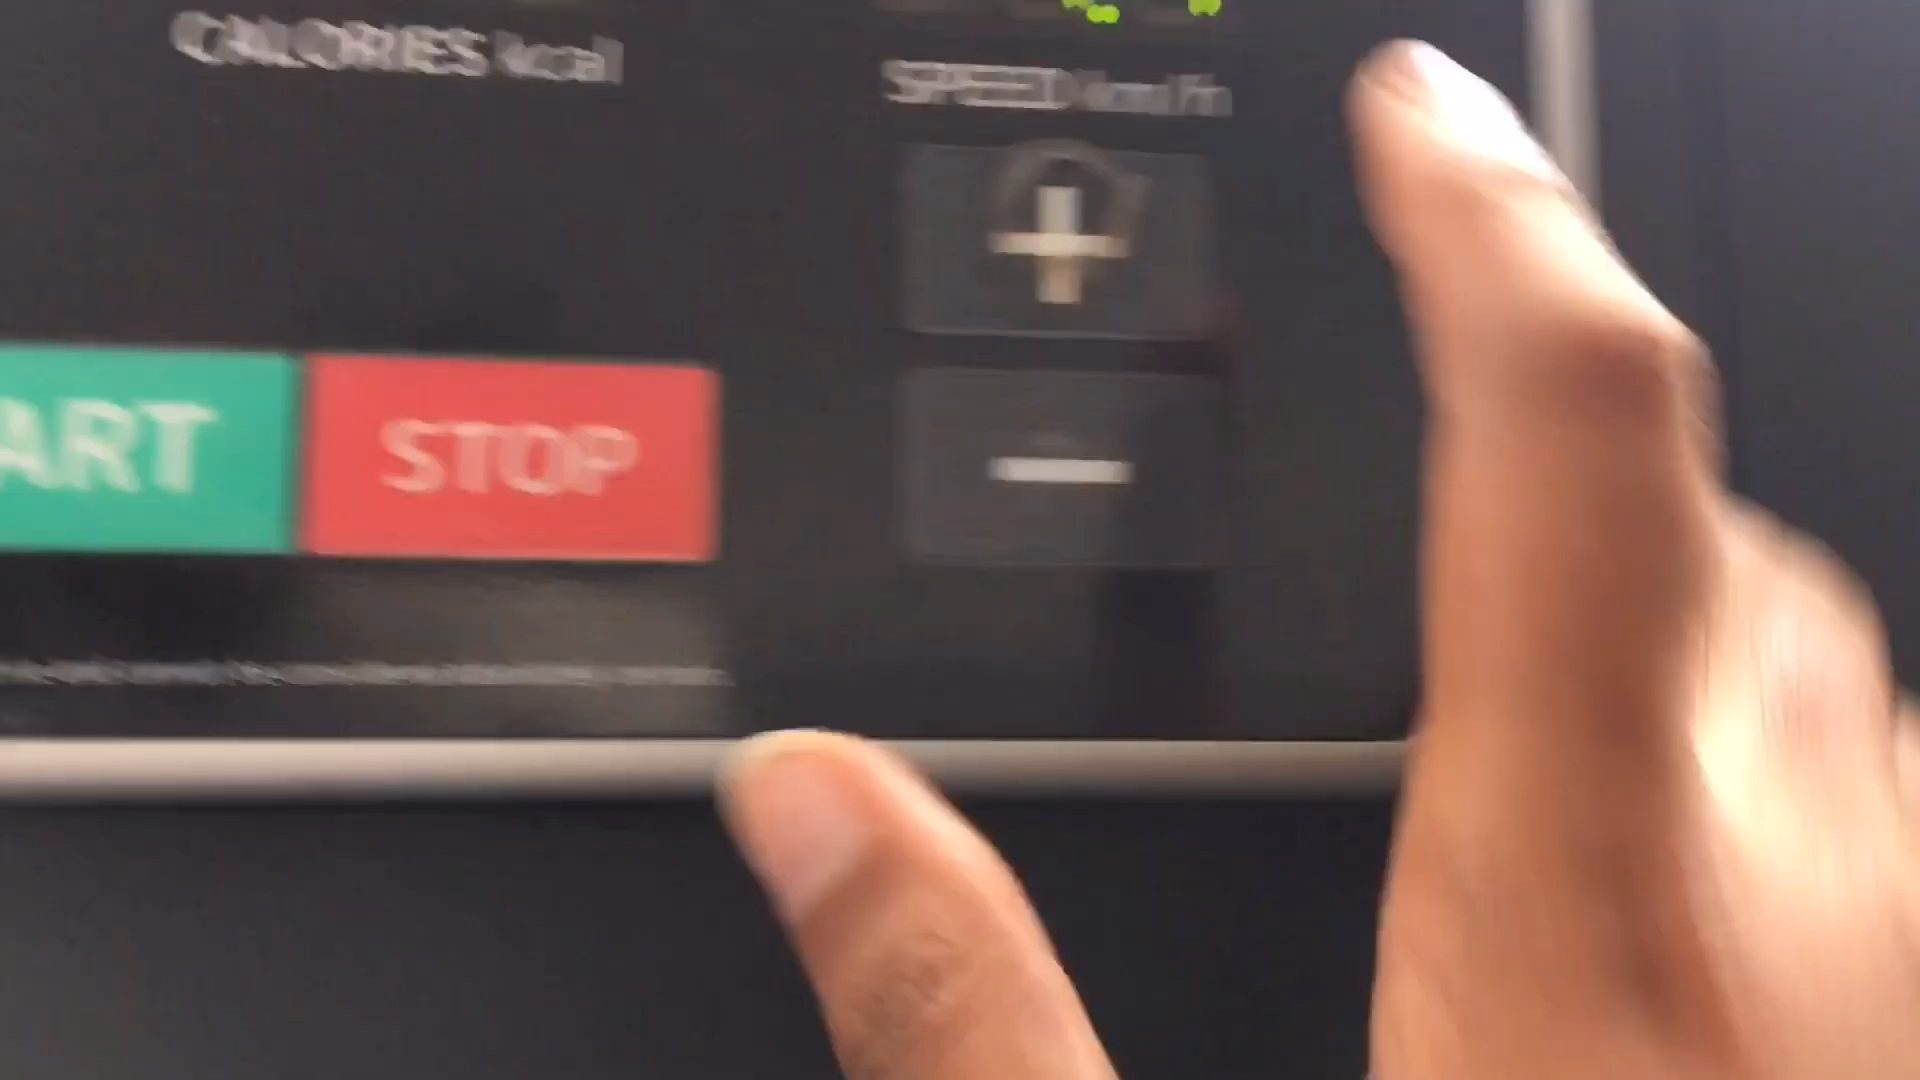 CALORIES kcal
SPEED km/h
+
ART STOP
-